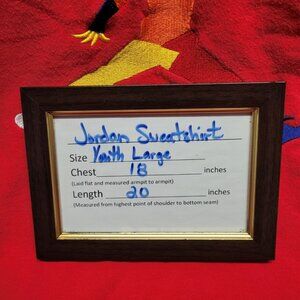 Jordan Sweatshirt
Size Youth Large
Chest 18 inches
(Laid flat and measured armpit to armpit)
Length 20 inches
(Measured from highest point of shoulder to bottom seam)